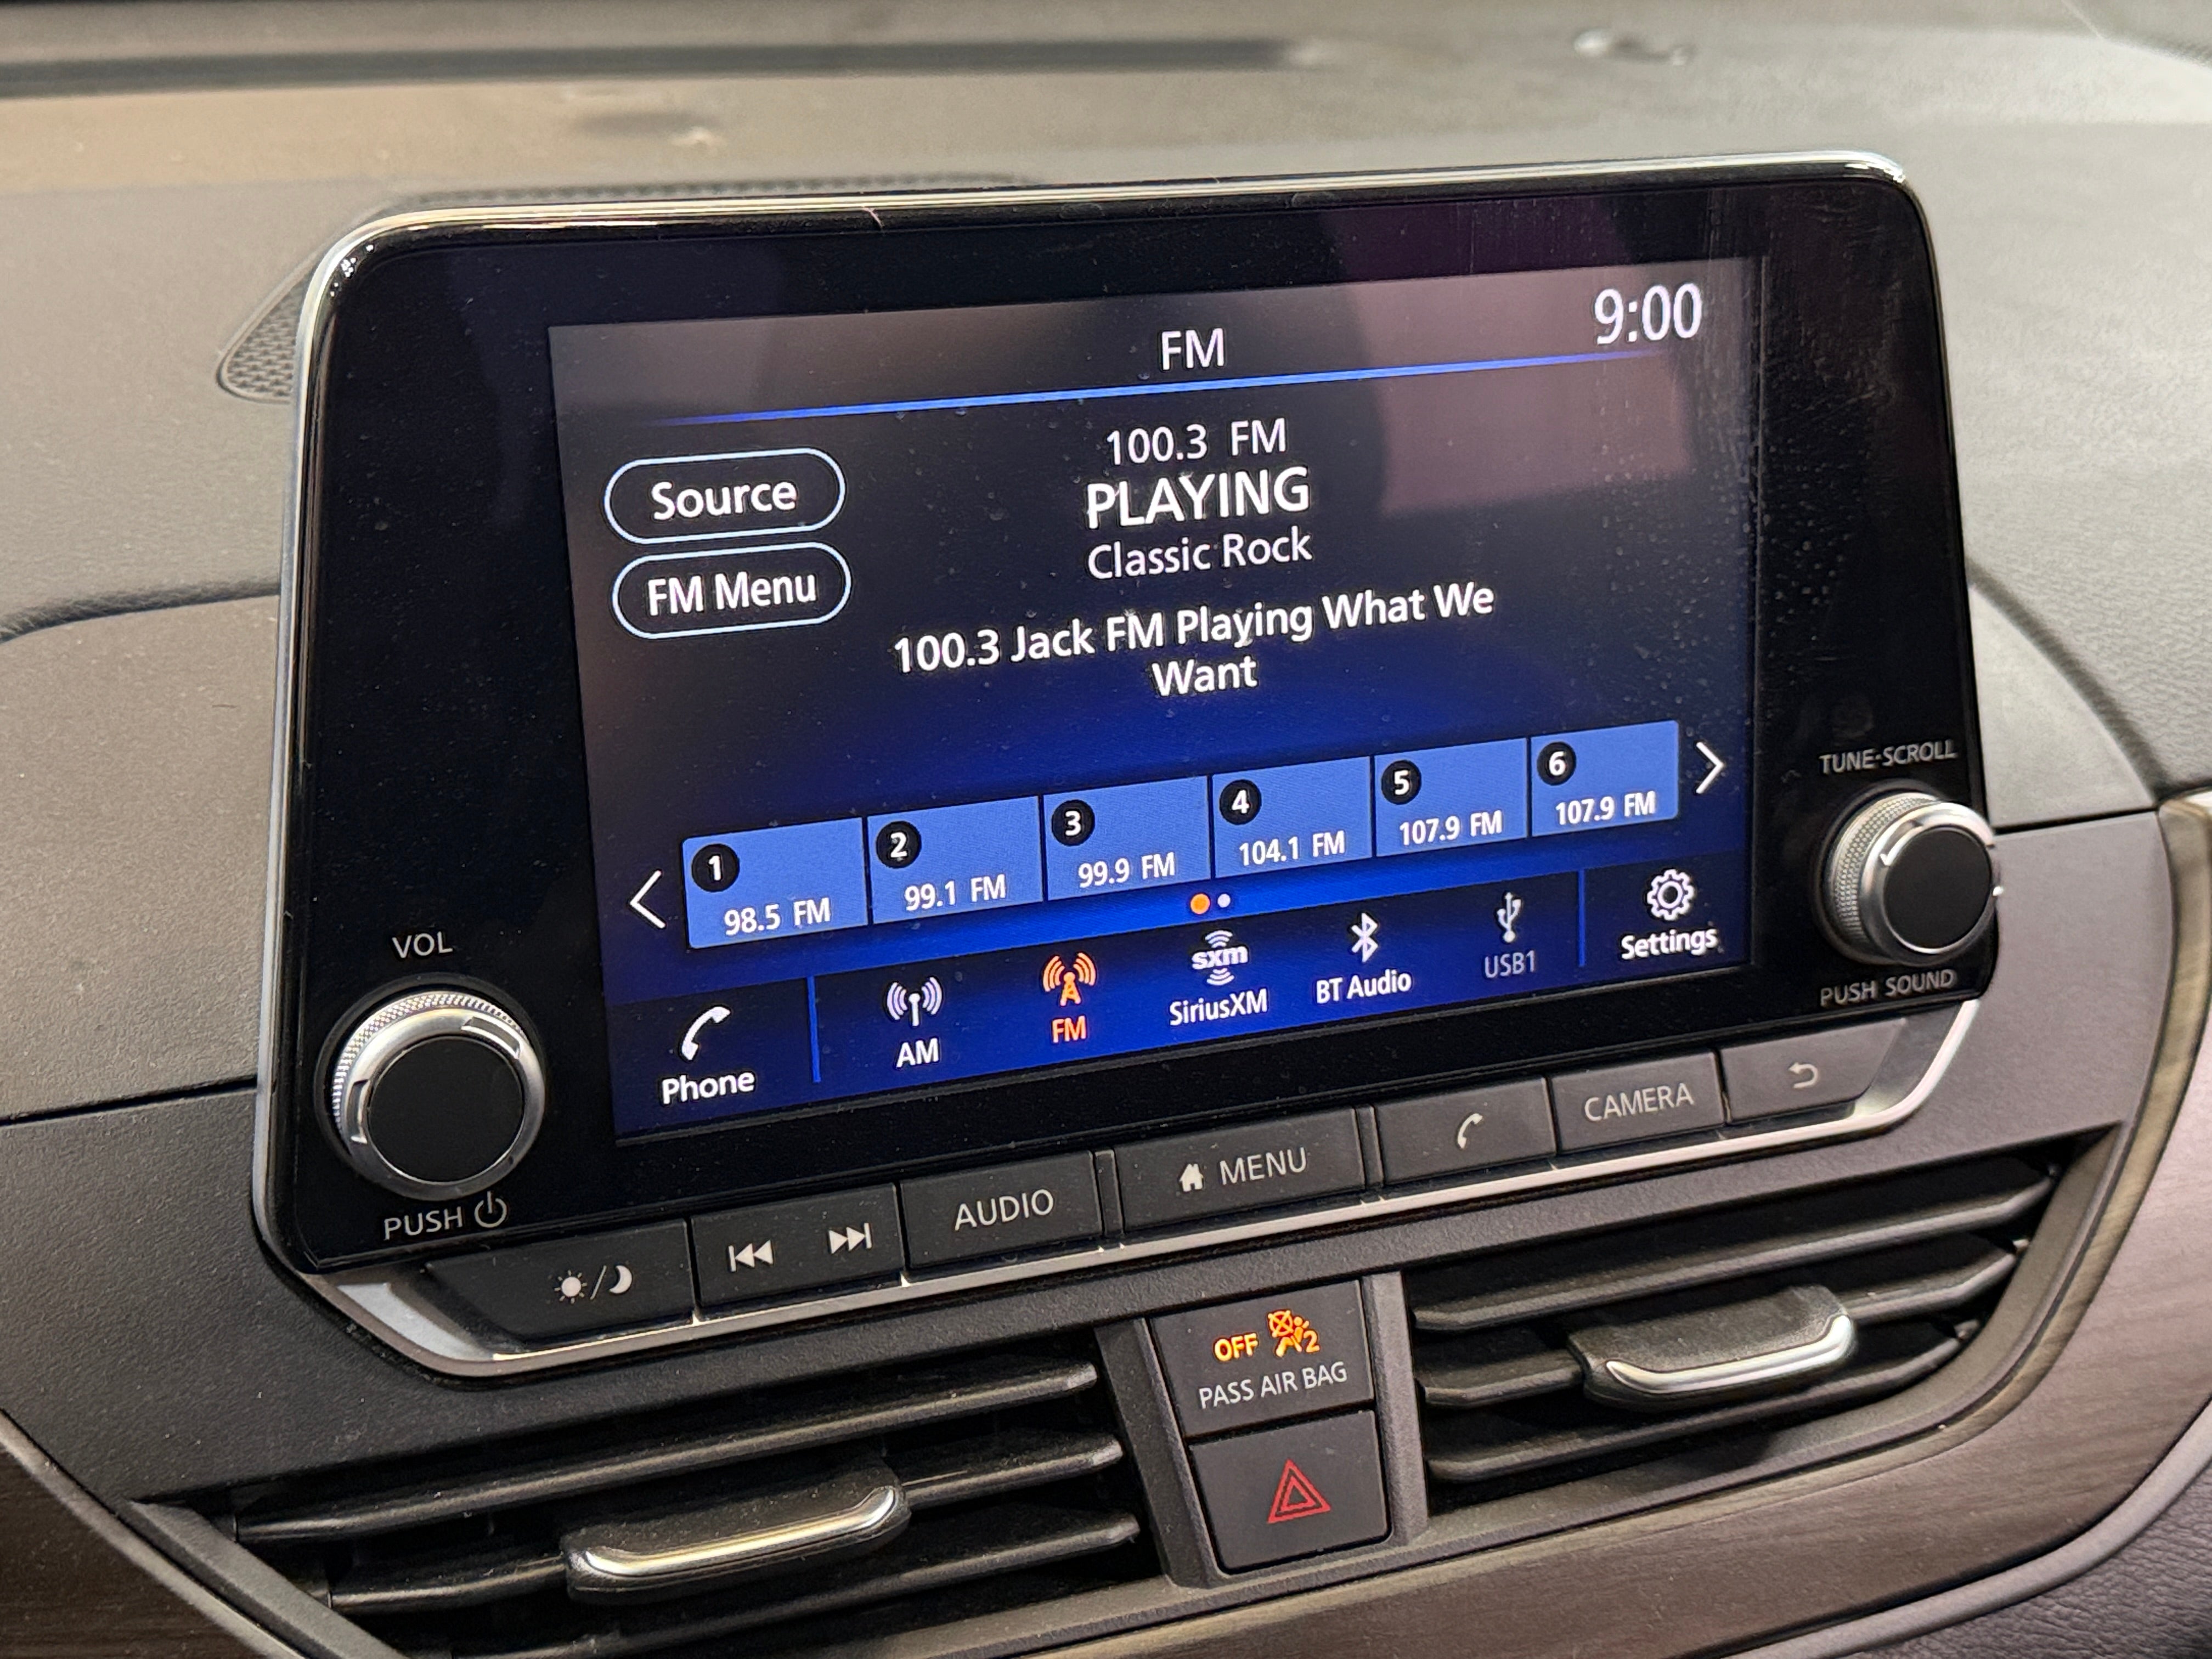 FM
9:00
100.3 FM
PLAYING
Classic Rock
Source
FM Menu
100.3 Jack FM Playing What We
Want
1
98.5 FM
2
99.1 FM
3
99.9 FM
4
104.1 FM
5
107.9 FM
6
107.9 FM
Phone
AM
FM
sxm
SiriusXM
BT Audio
USB1
Settings
VOL
PUSH
TUNE·SCROLL
PUSH SOUND
AUDIO
MENU
CAMERA
OFF
2
PASS AIR BAG